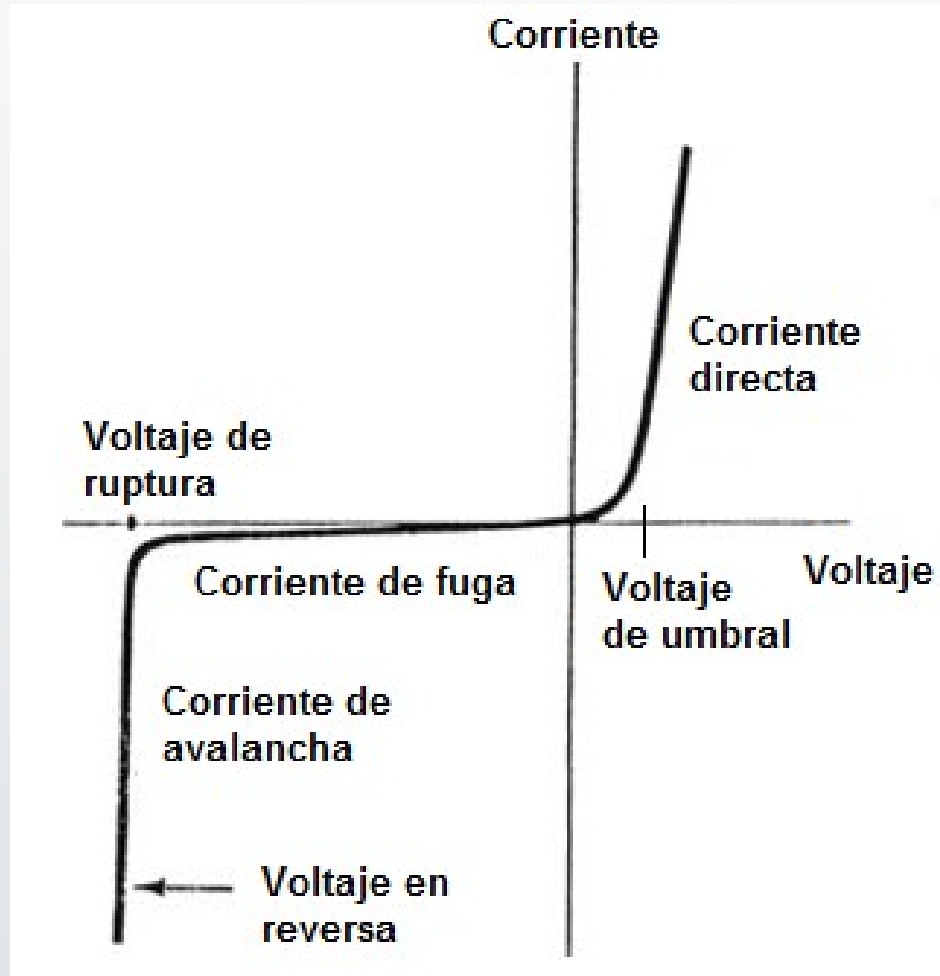 Corriente
Corriente
directa
Voltaje de
ruptura
Corriente de fuga
Voltaje
de umbral
Voltaje
Corriente de
avalancha
Voltaje en
reversa